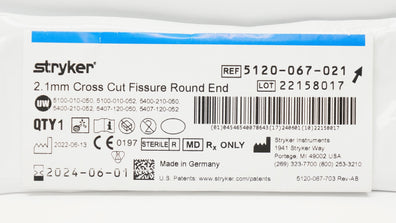 stryker®
REF 5120-067-021
LOT 22158017
2.1mm Cross Cut Fissure Round End
UW 5100-010-050, 5100-010-052, 5400-210-050,
5400-210-052, 5407-120-050, 5407-120-053
QTY 1
2022-06-13
CE 0197
STERILE R
MD Rx ONLY
2024-06-01
(01)04546540078643(17)240601(10)22158017
Stryker Instruments
1941 Stryker Way
Portage, MI 49002 USA
(269) 323-7700 (800) 253-3210
Made in Germany
U.S. Patents: www.stryker.com/patents
5120-067-703 Rev-AB